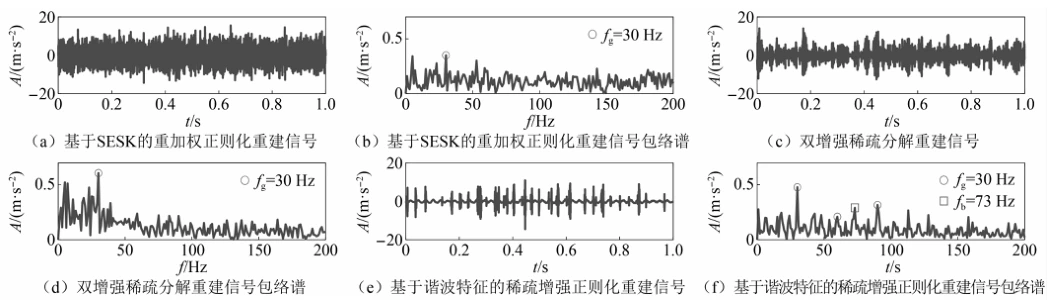 20
0
−20
A/(m·s⁻²)
0 0.2 0.4 0.6 0.8 1.0
t/s
(a) 基于SESK的重加权正则化重建信号
0.5
0
A/(m·s⁻²)
○ fg=30 Hz
0 50 100 150 200
f/Hz
(b) 基于SESK的重加权正则化重建信号包络谱
20
0
−20
A/(m·s⁻²)
0 0.2 0.4 0.6 0.8 1.0
t/s
(c) 双增强稀疏分解重建信号
0.5
0
A/(m·s⁻²)
○ fg=30 Hz
0 50 100 150 200
f/Hz
(d) 双增强稀疏分解重建信号包络谱
20
0
−20
A/(m·s⁻²)
0 0.2 0.4 0.6 0.8 1.0
t/s
(e) 基于谐波特征的稀疏增强正则化重建信号
0.5
0
A/(m·s⁻²)
○ fg=30 Hz
□ fb=73 Hz
0 50 60 100 150 200
f/Hz
(f) 基于谐波特征的稀疏增强正则化重建信号包络谱